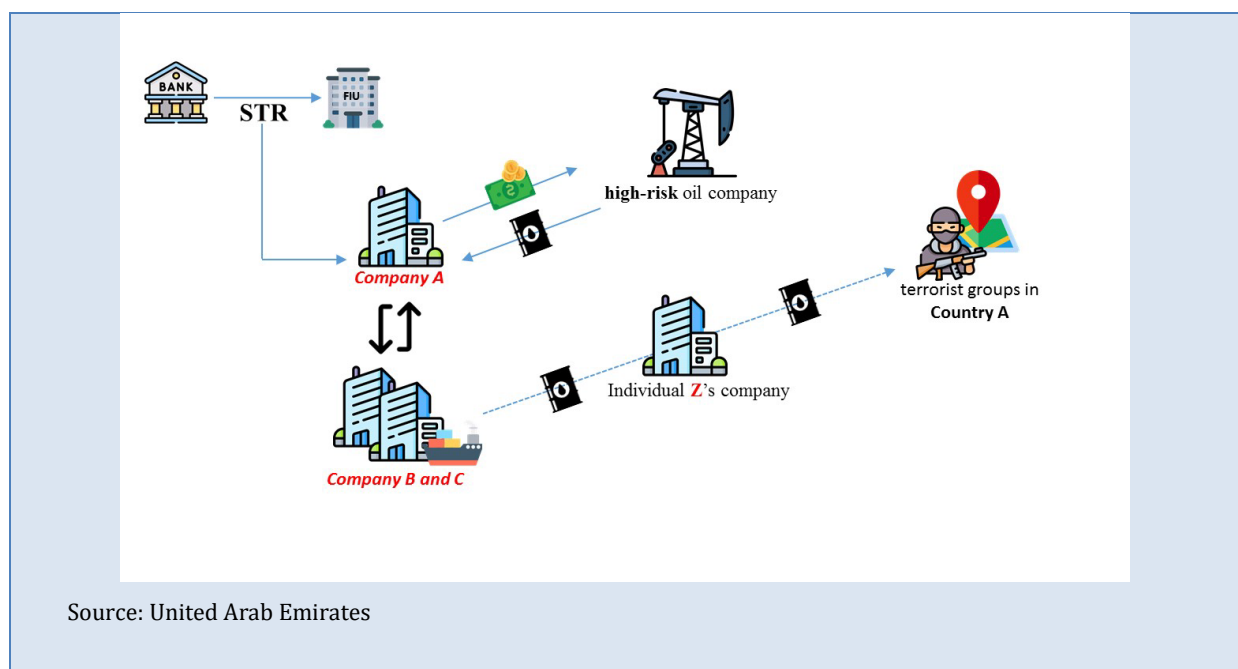 BANK
FIU
STR
high-risk oil company
Company A
terrorist groups in
Country A
Individual Z's company
Company B and C
Source: United Arab Emirates